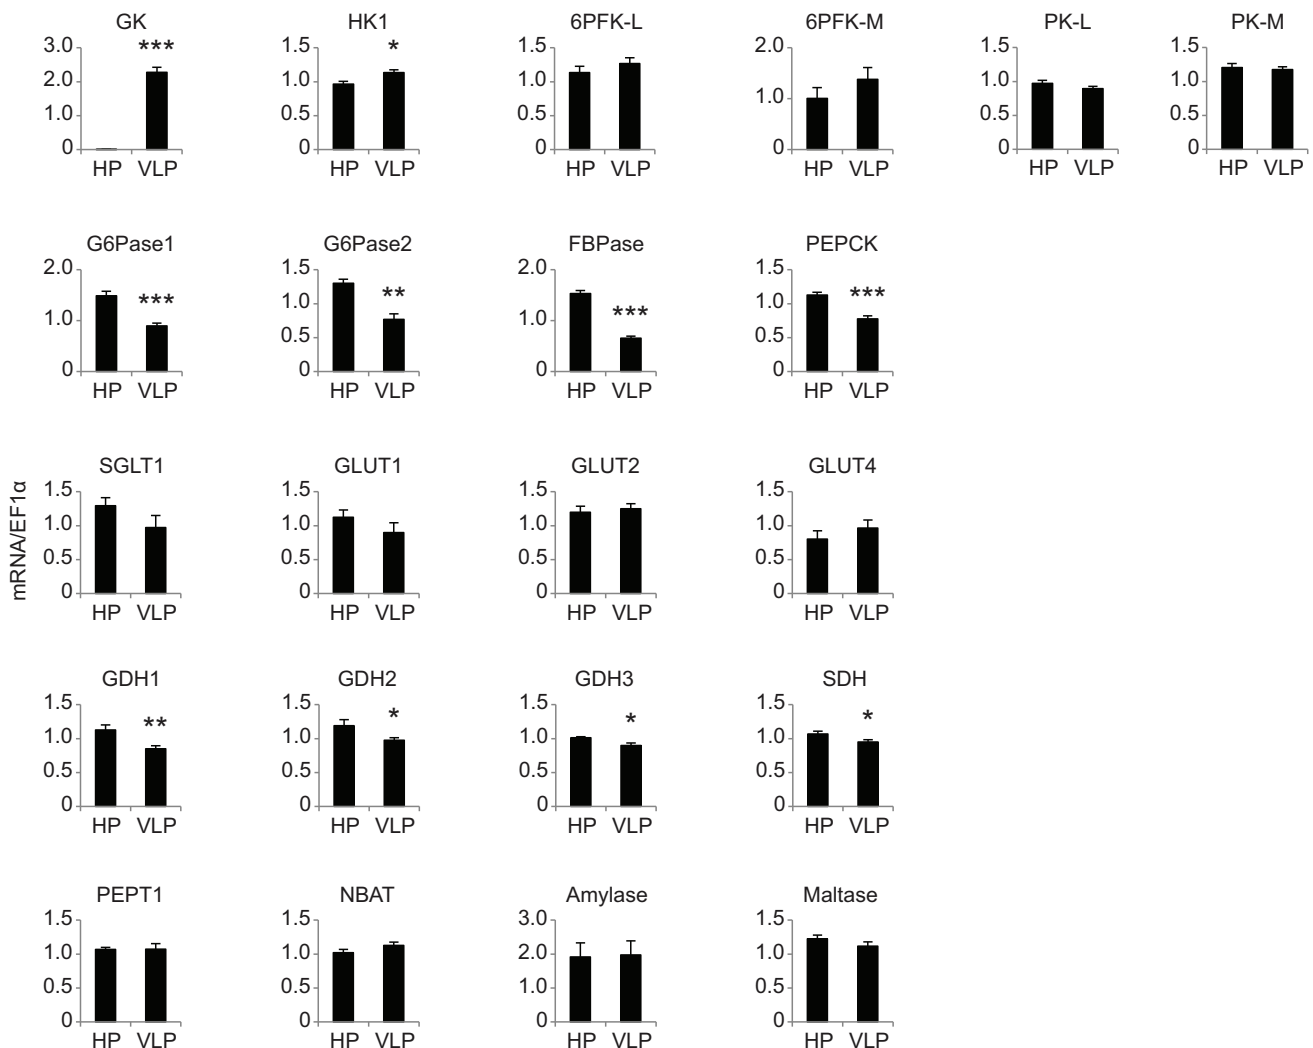 GK
3.0
2.0
1.0
0
***
HP VLP
HK1
1.5
1.0
0.5
0
*
HP VLP
6PFK-L
1.5
1.0
0.5
0
HP VLP
6PFK-M
2.0
1.0
0
HP VLP
PK-L
1.5
1.0
0.5
0
HP VLP
PK-M
1.5
1.0
0.5
0
HP VLP
G6Pase1
2.0
1.0
0
***
HP VLP
G6Pase2
1.5
1.0
0.5
0
**
HP VLP
FBPase
2.0
1.0
0
***
HP VLP
PEPCK
1.5
1.0
0.5
0
***
HP VLP
mRNA/EF1α
SGLT1
1.5
1.0
0.5
0
HP VLP
GLUT1
1.5
1.0
0.5
0
HP VLP
GLUT2
1.5
1.0
0.5
0
HP VLP
GLUT4
1.5
1.0
0.5
0
HP VLP
GDH1
1.5
1.0
0.5
0
**
HP VLP
GDH2
1.5
1.0
0.5
0
*
HP VLP
GDH3
1.5
1.0
0.5
0
*
HP VLP
SDH
1.5
1.0
0.5
0
*
HP VLP
PEPT1
1.5
1.0
0.5
0
HP VLP
NBAT
1.5
1.0
0.5
0
HP VLP
Amylase
3.0
2.0
1.0
0
HP VLP
Maltase
1.5
1.0
0.5
0
HP VLP